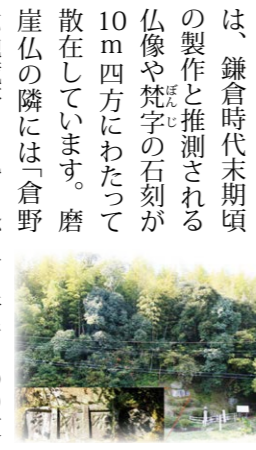 は、鎌倉時代末期頃
の製作と推測される
仏像や梵字の石刻が
10m四方にわたって
散在しています。磨
崖仏の隣には「倉野